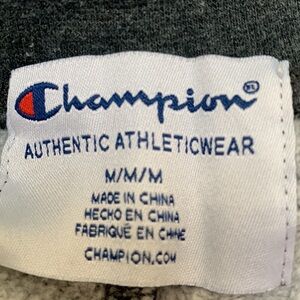 Champion®
AUTHENTIC ATHLETICWEAR
M/M/M
MADE IN CHINA
HECHO EN CHINA
FABRIQUÉ EN CHINE
CHAMPION.COM